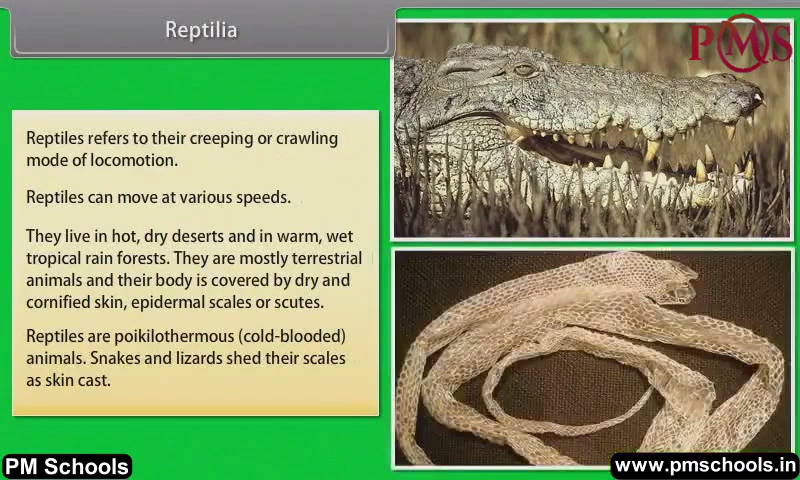 Reptilia
PMS
Reptiles refers to their creeping or crawling
mode of locomotion.
Reptiles can move at various speeds.
They live in hot, dry deserts and in warm, wet
tropical rain forests. They are mostly terrestrial
animals and their body is covered by dry and
cornified skin, epidermal scales or scutes.
Reptiles are poikilothermous (cold-blooded)
animals. Snakes and lizards shed their scales
as skin cast.
PM Schools
www.pmschools.in